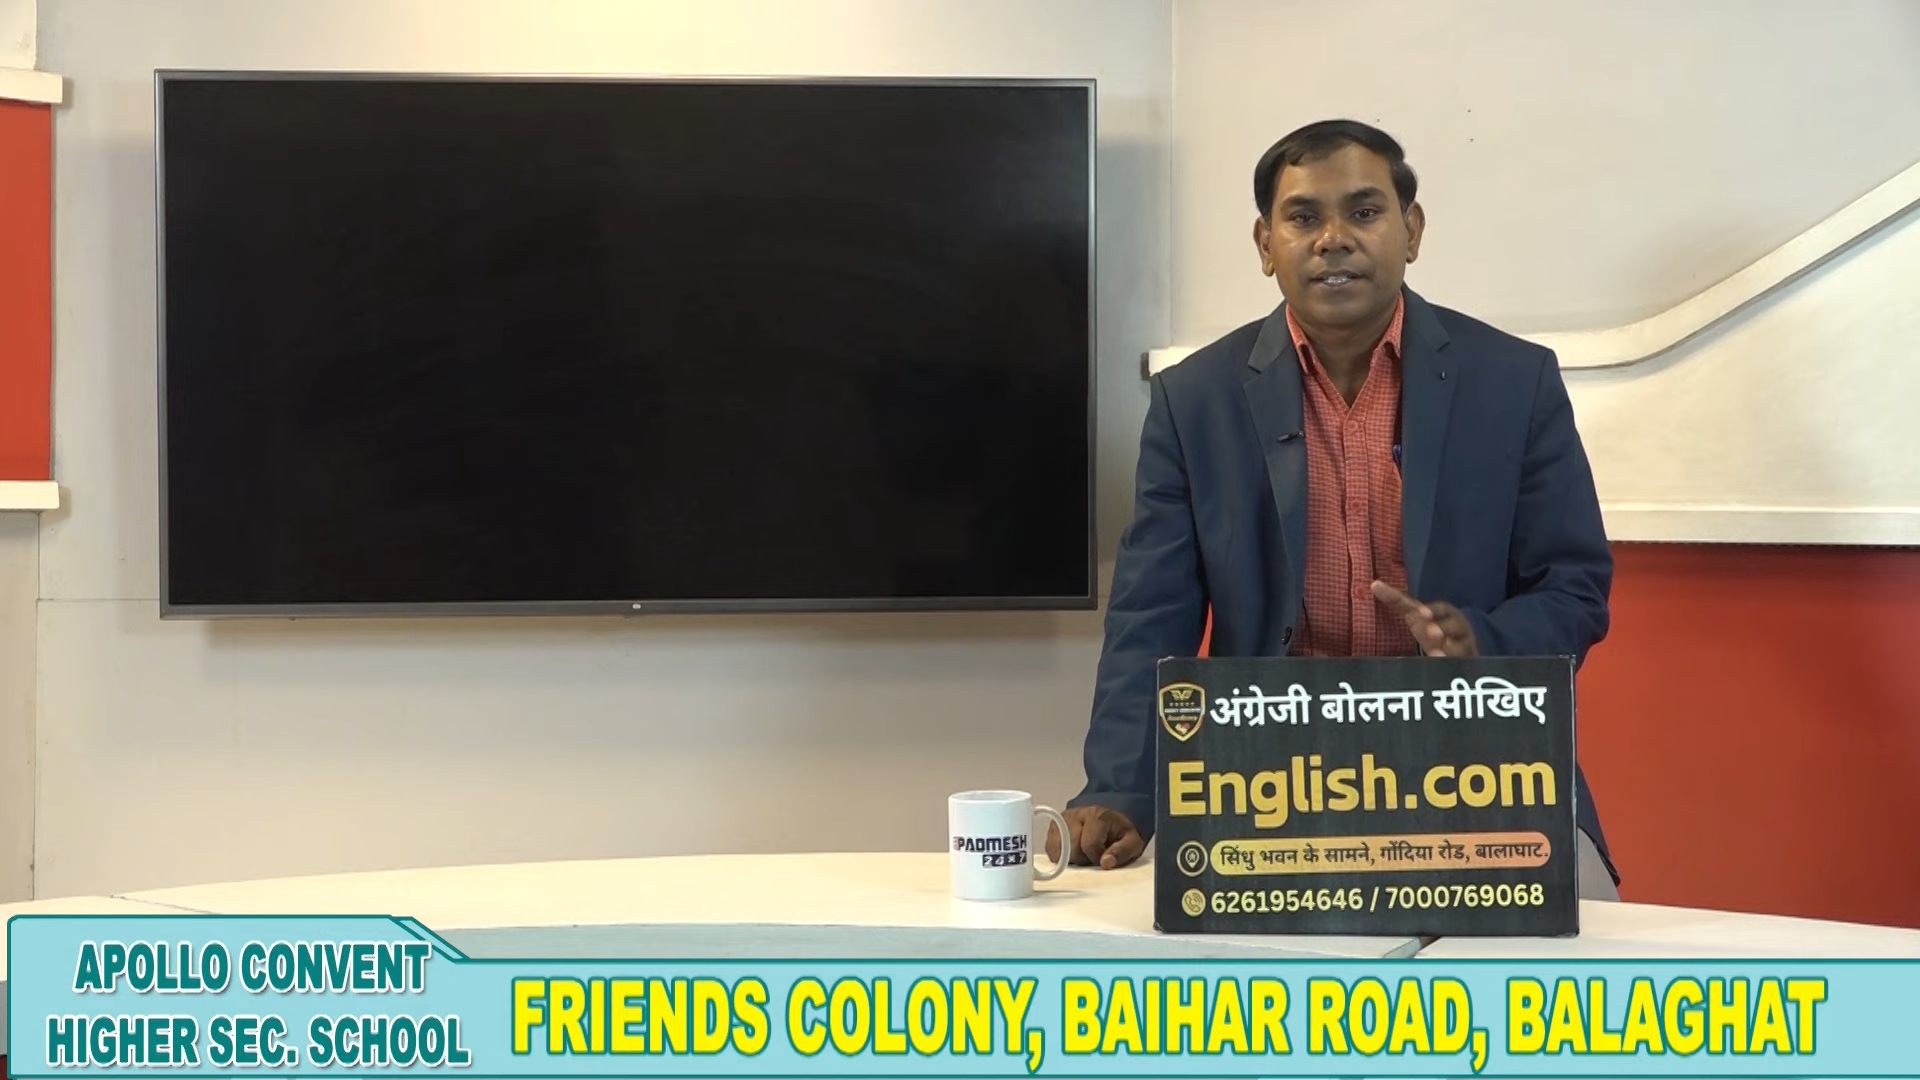 अंग्रेजी बोलना सीखिए
English.com
सिंधु भवन के सामने, गोंदिया रोड, बालाघाट.
6261954646 / 7000769068
PADMESH
24x7
APOLLO CONVENT
HIGHER SEC. SCHOOL
FRIENDS COLONY, BAIHAR ROAD, BALAGHAT